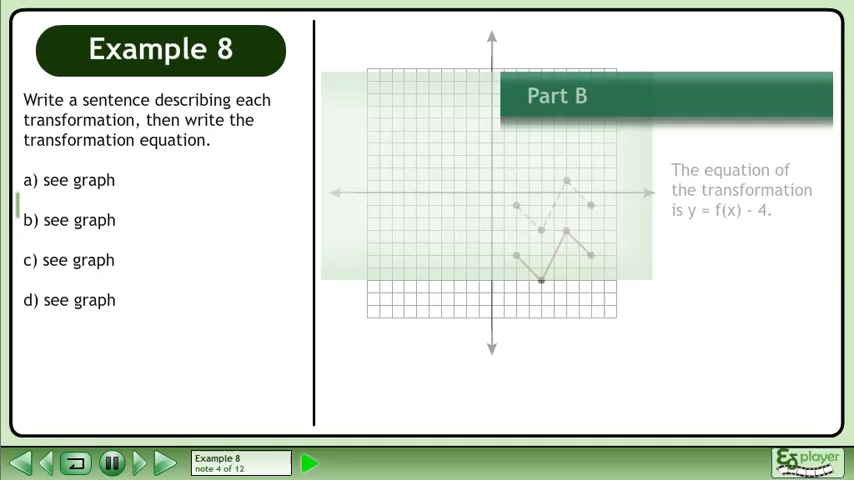 Example 8
Write a sentence describing each
transformation, then write the
transformation equation.
a) see graph
b) see graph
c) see graph
d) see graph
Part B
The equation of
the transformation
is y = f(x) - 4.
Example 8
note 4 of 12
player